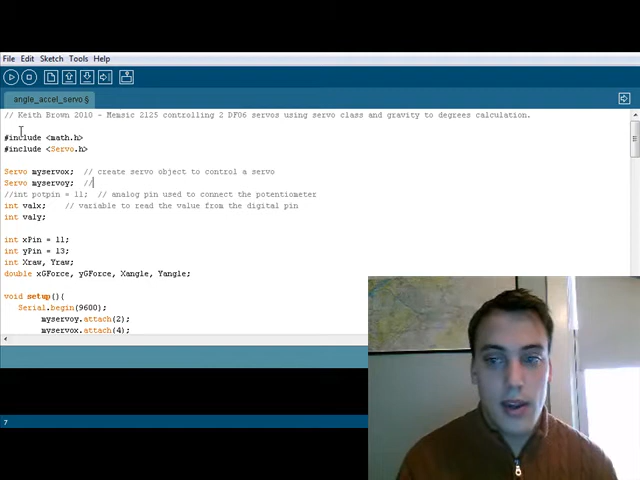 File Edit Sketch Tools Help
angle_accel_servo §
// Keith Brown 2010 - Memsic 2125 controlling 2 DF06 servos using servo class and gravity to degrees calculation.
#include <math.h>
#include <Servo.h>
Servo myservox;  // create servo object to control a servo
Servo myservoy;  //
//int potpin = 11;  // analog pin used to connect the potentiometer
int valx;    // variable to read the value from the digital pin
int valy;
int xPin = 11;
int yPin = 13;
int Xraw, Yraw;
double xGForce, yGForce, Xangle, Yangle;
void setup(){
Serial.begin(9600);
myservoy.attach(2);
myservox.attach(4);
7